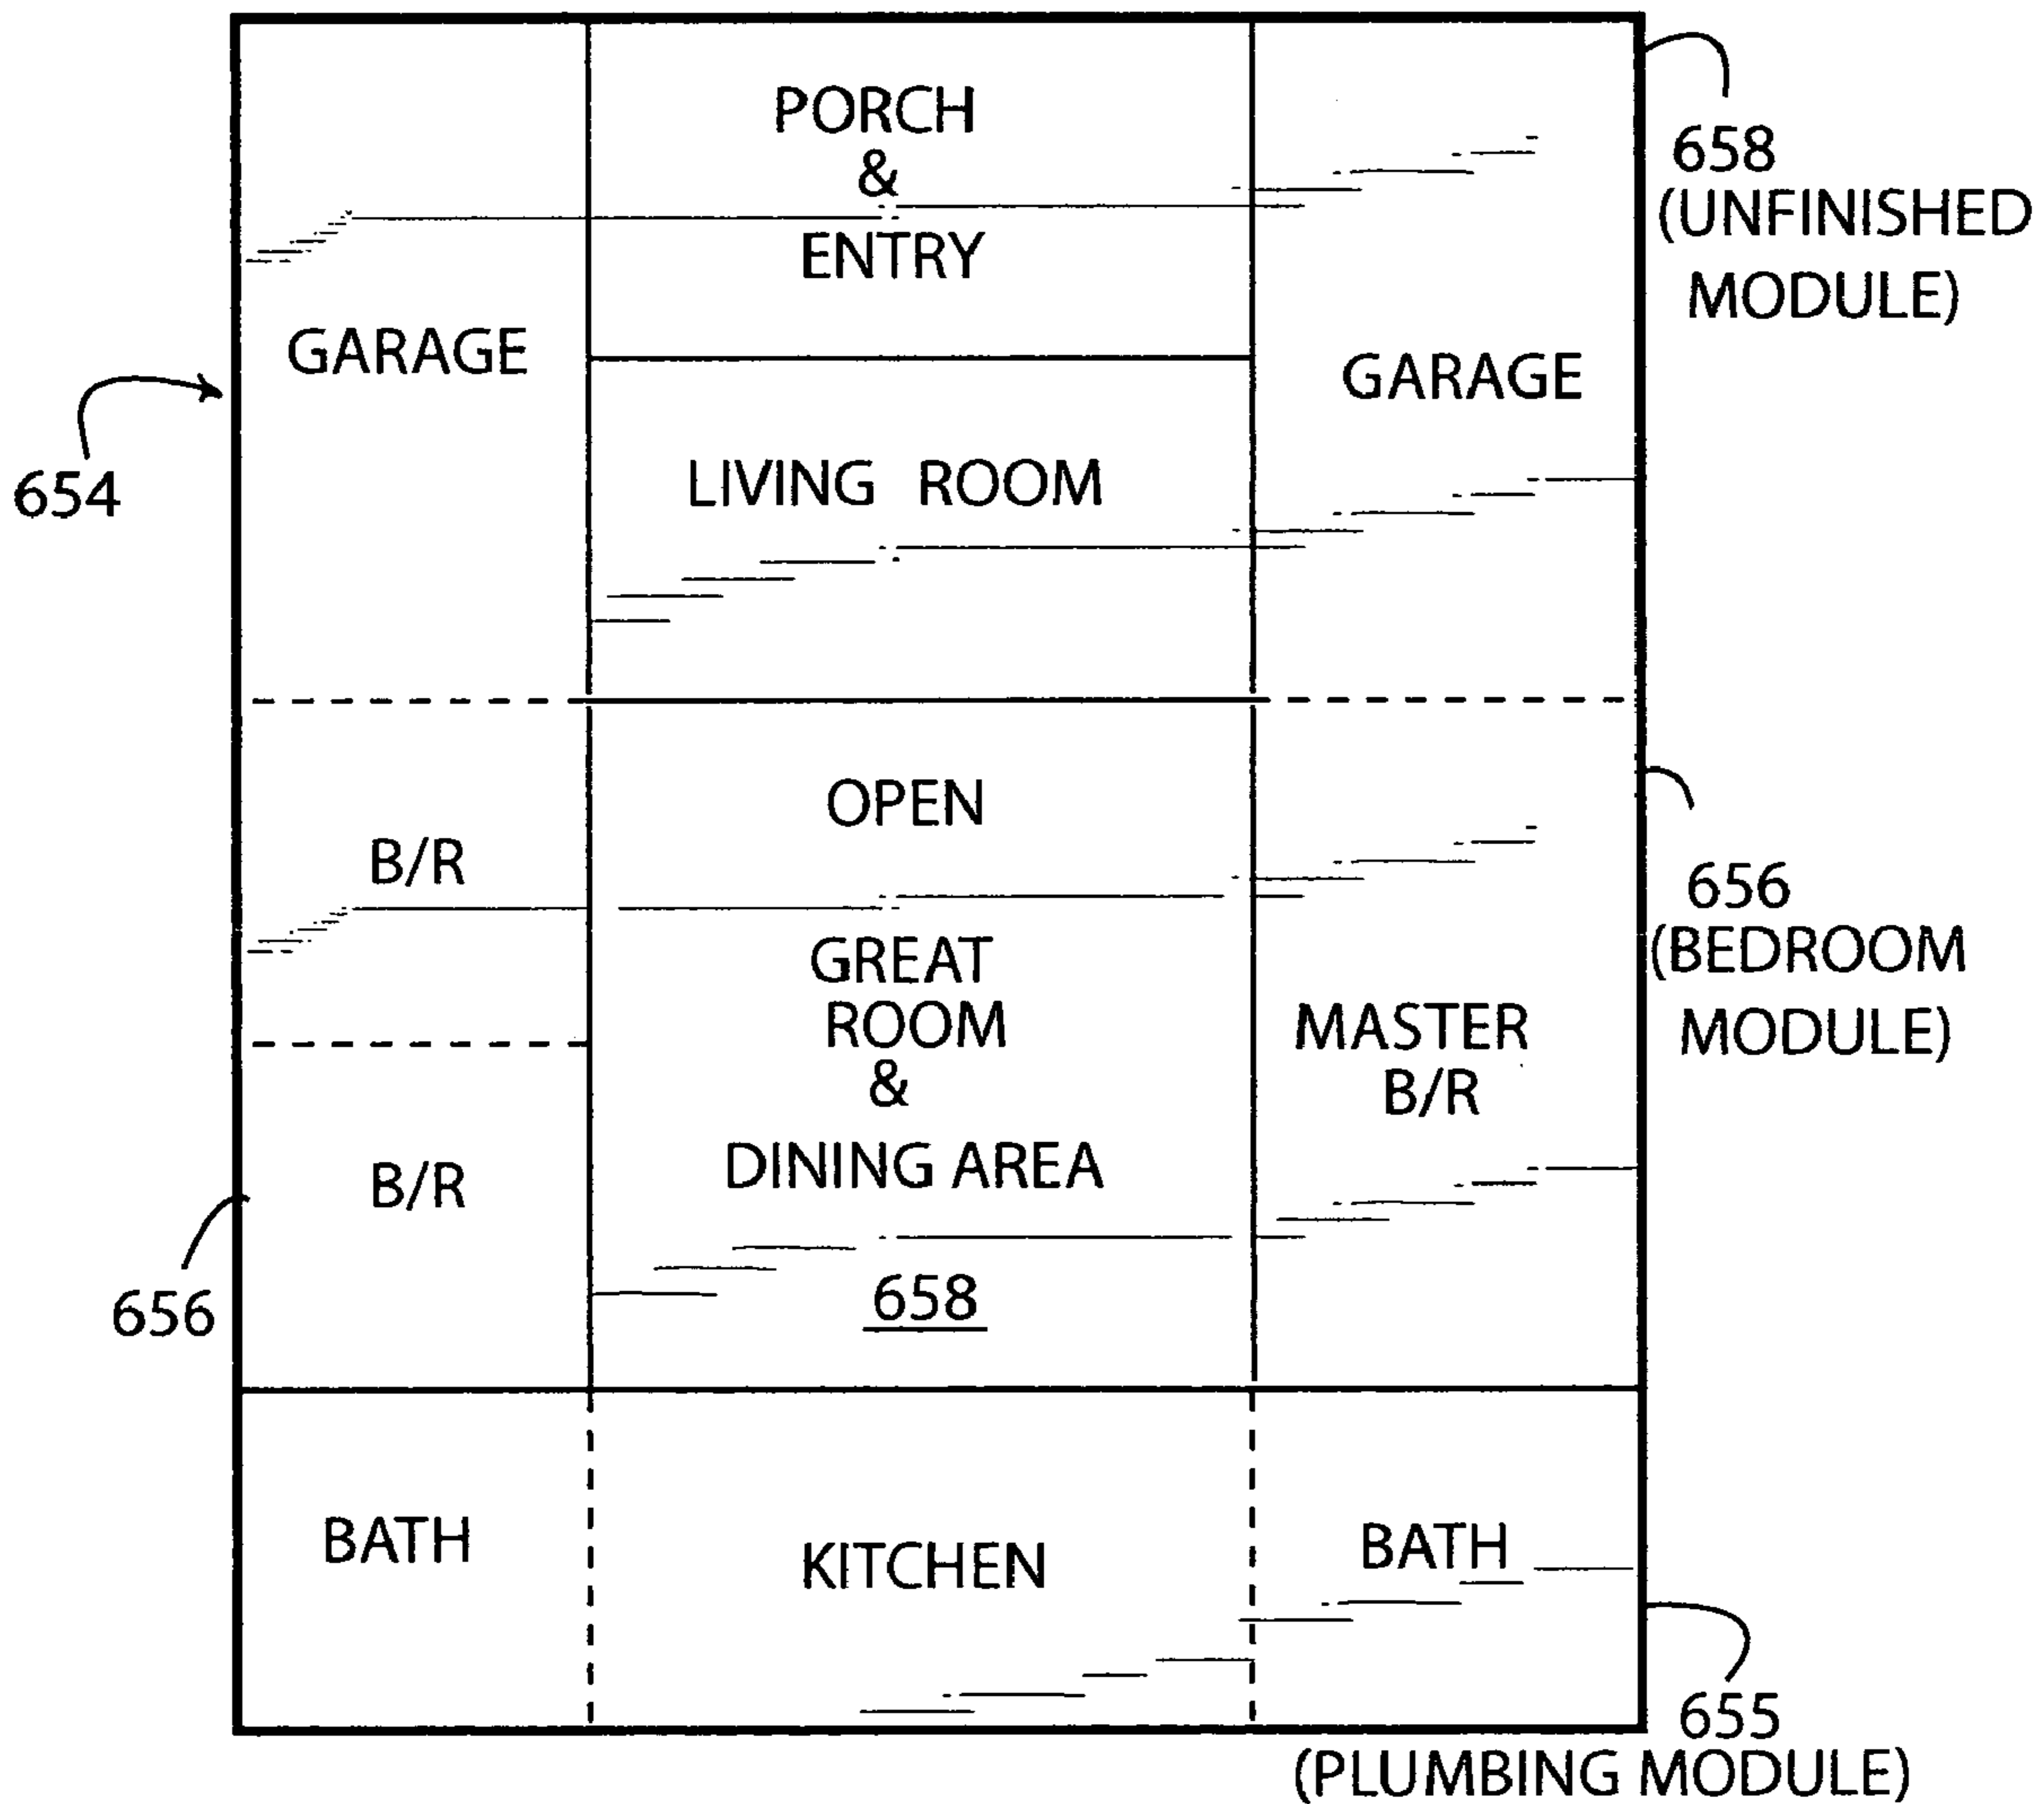 PORCH
&
ENTRY
658
(UNFINISHED
MODULE)
GARAGE
GARAGE
654
LIVING ROOM
OPEN
B/R
GREAT
ROOM
&
DINING AREA
656
(BEDROOM
MODULE)
MASTER
B/R
B/R
656
658
BATH
KITCHEN
BATH
655
(PLUMBING MODULE)